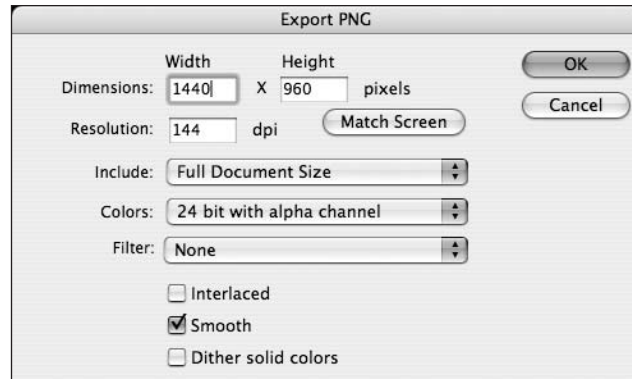 Export PNG
Width Height
Dimensions: 1440 X 960 pixels
Resolution: 144 dpi Match Screen
Include: Full Document Size
Colors: 24 bit with alpha channel
Filter: None
Interlaced
Smooth
Dither solid colors
OK
Cancel